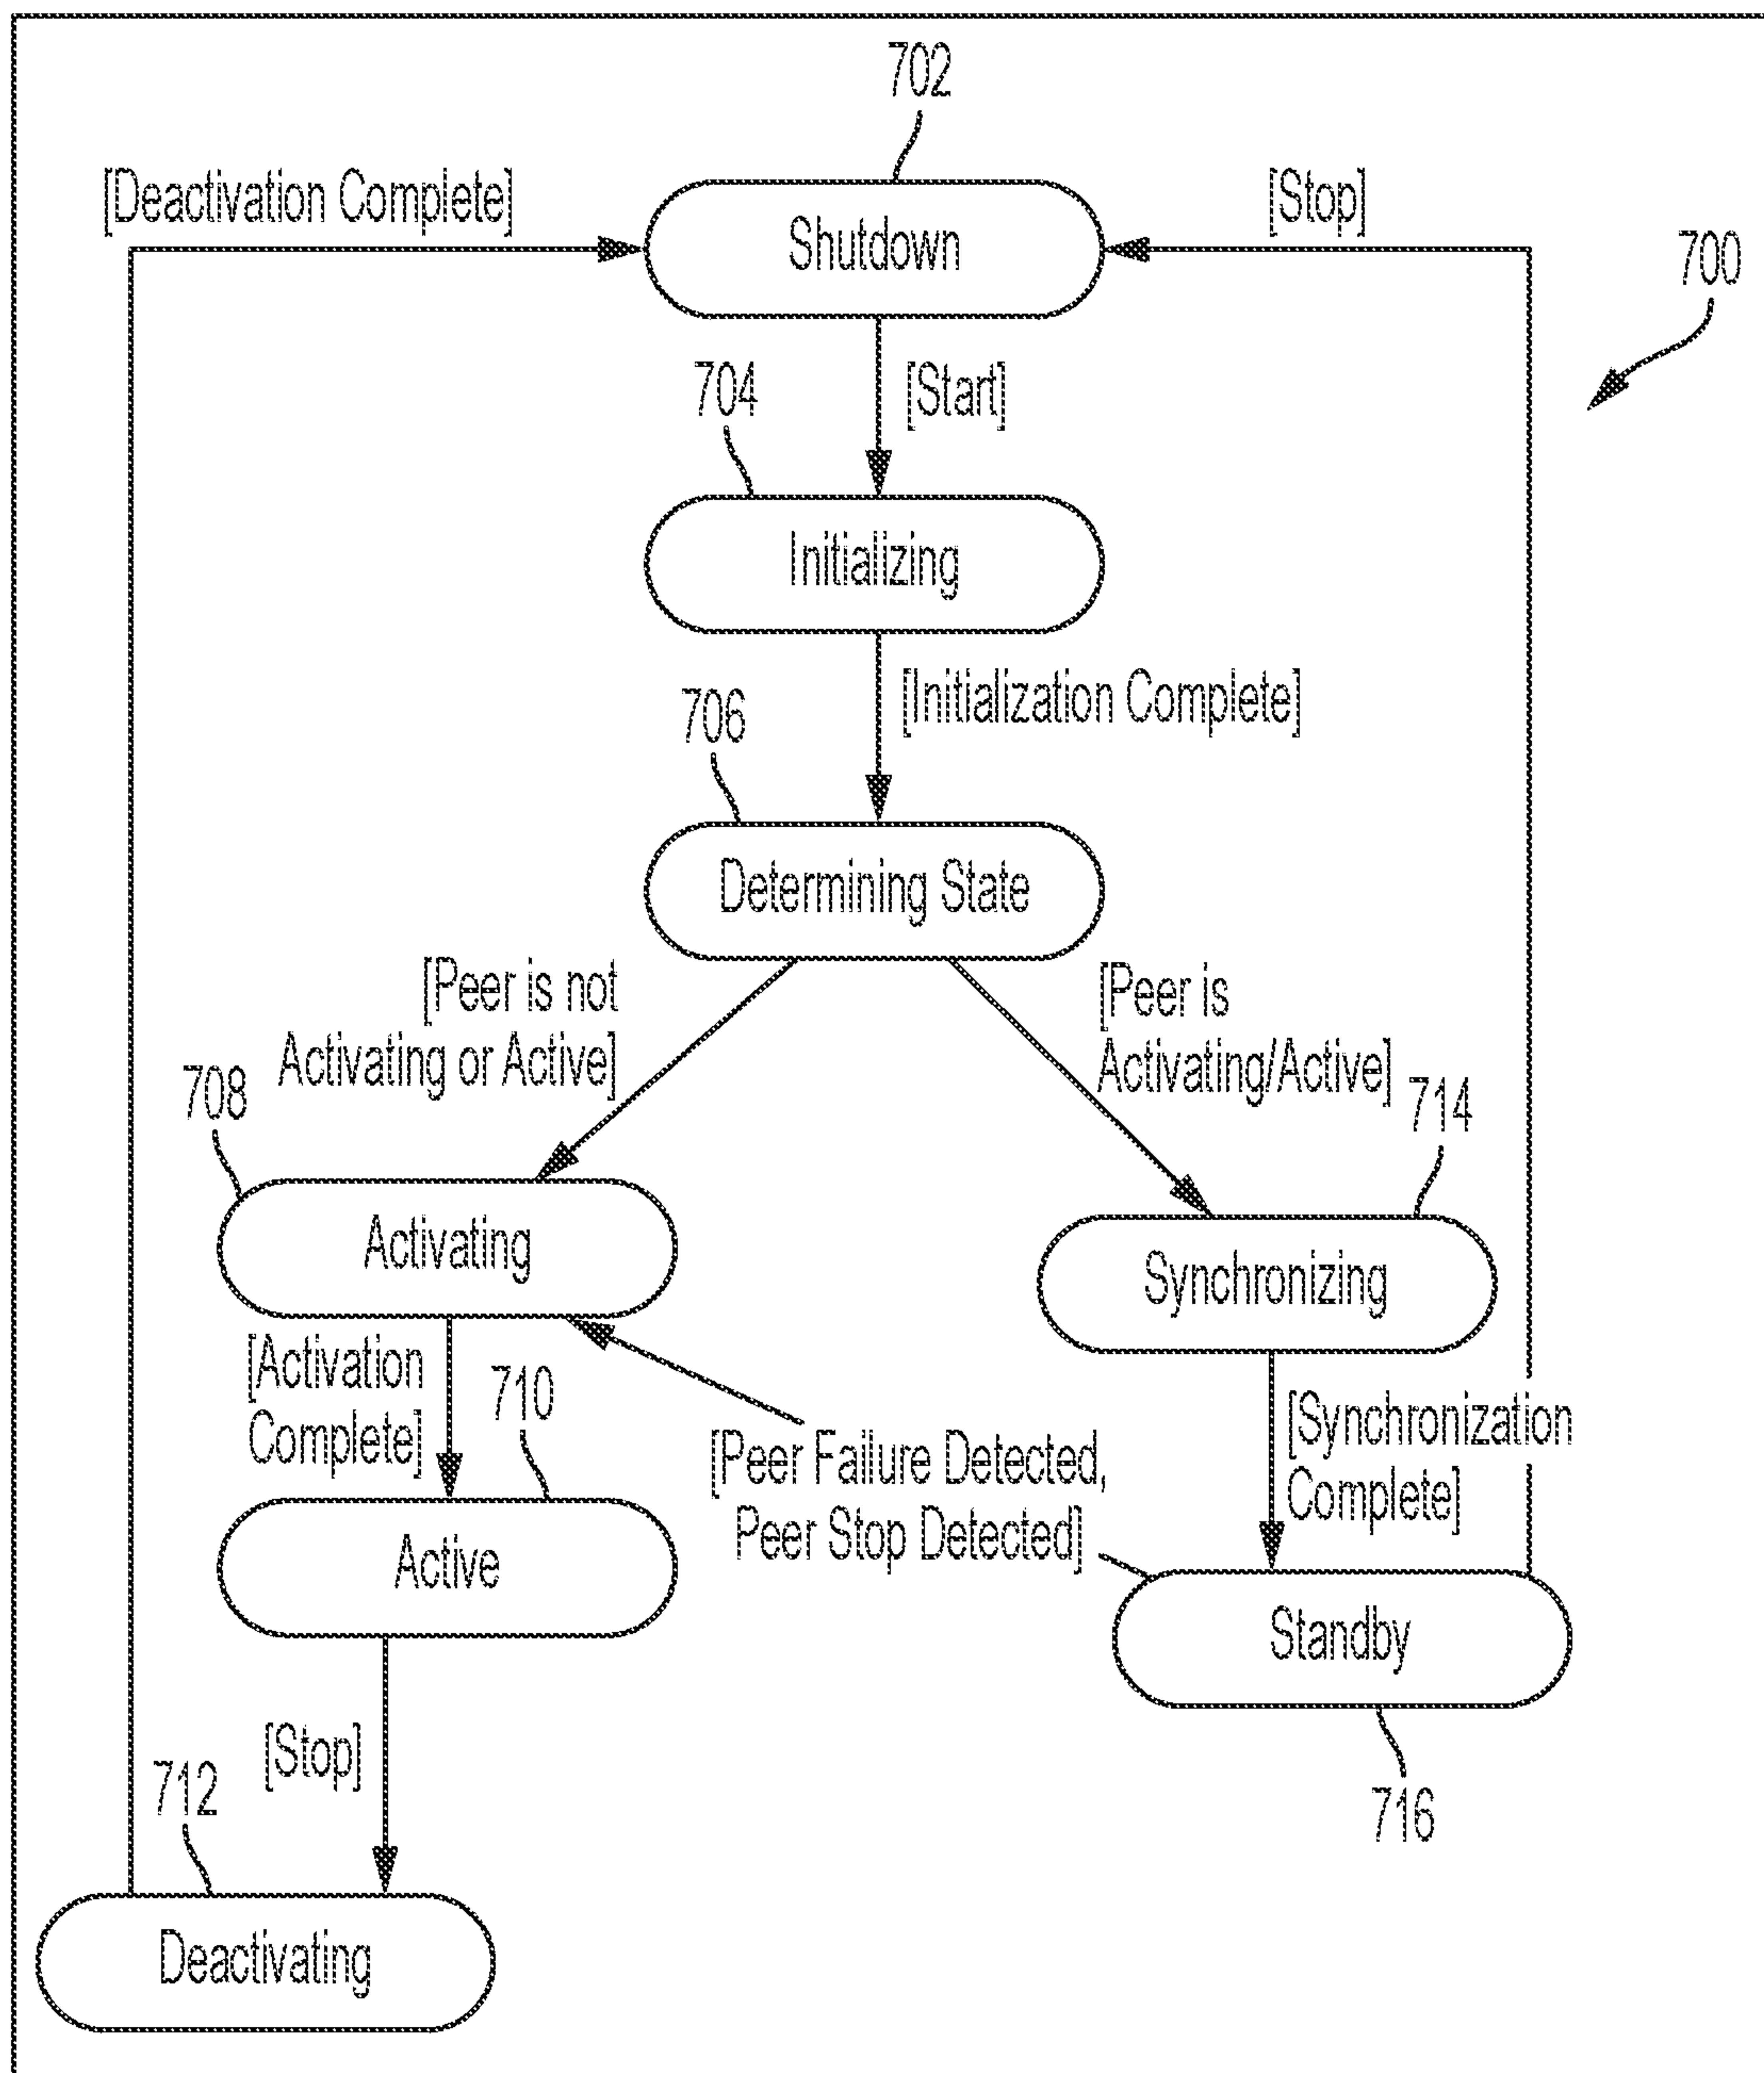 702
[Deactivation Complete]
[Stop]
Shutdown
700
704
[Start]
Initializing
[Initialization Complete]
706
Determining State
[Peer is not
Activating or Active]
[Peer is
Activating/Active]
708
714
Activating
Synchronizing
[Activation
Complete]
710
[Peer Failure Detected,
Peer Stop Detected]
[Synchronization
Complete]
Active
Standby
[Stop]
712
716
Deactivating